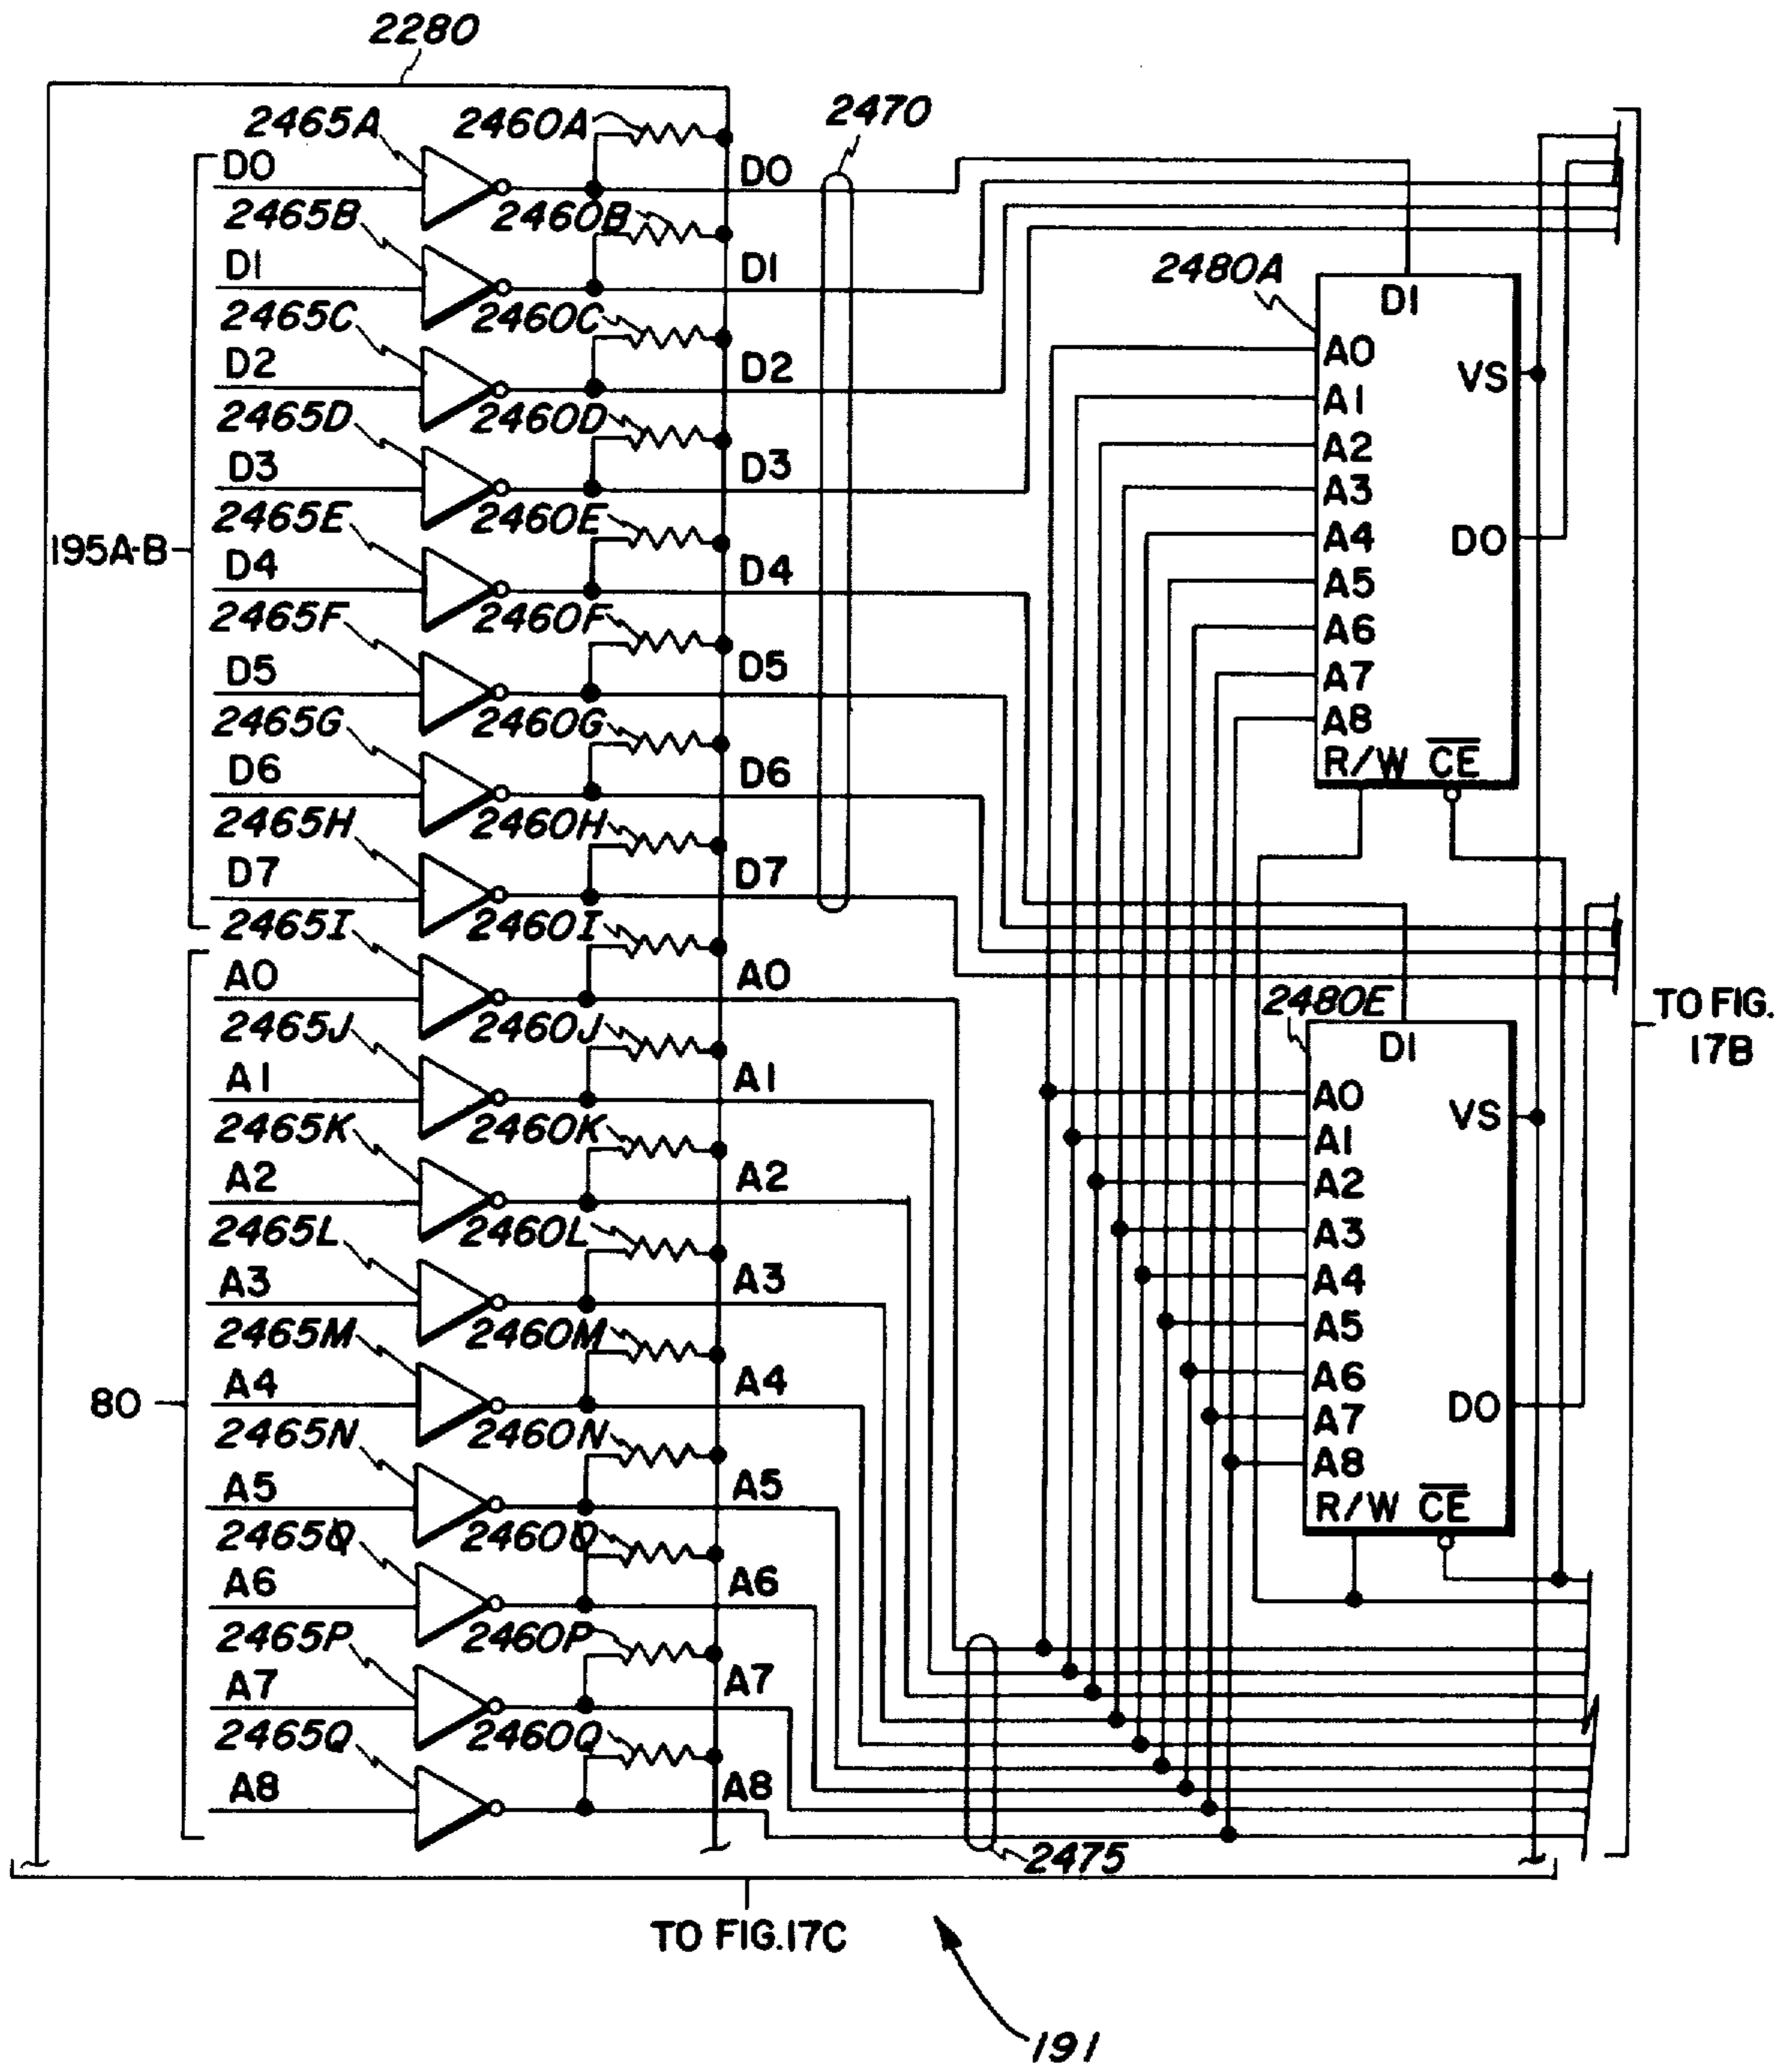 2280
2465A 2460A 2470
D0 D0
2465B 2460B
D1 D1
2480A
2465C 2460C
D2 D2
2465D 2460D
D3 D3
2465E 2460E
195A-B
D4 D4
2465F 2460F
D5 D5
2465G 2460G
D6 D6
2465H 2460H
D7 D7
2465I 2460I
A0 A0
2465J 2460J
A1 A1
2465K 2460K
A2 A2
2465L 2460L
A3 A3
2465M 2460M
80
A4 A4
2465N 2460N
A5 A5
2460O
A6 A6
2465P 2460P
A7 A7
2465Q 2460Q
A8 A8
DI
A0
VS
A1
A2
A3
A4
DO
A5
A6
A7
A8
R/W CE
2480E
DI
A0
VS
A1
A2
A3
A4
A5
A6
A7
DO
A8
R/W CE
TO FIG.
17B
2475
TO FIG.17C
191